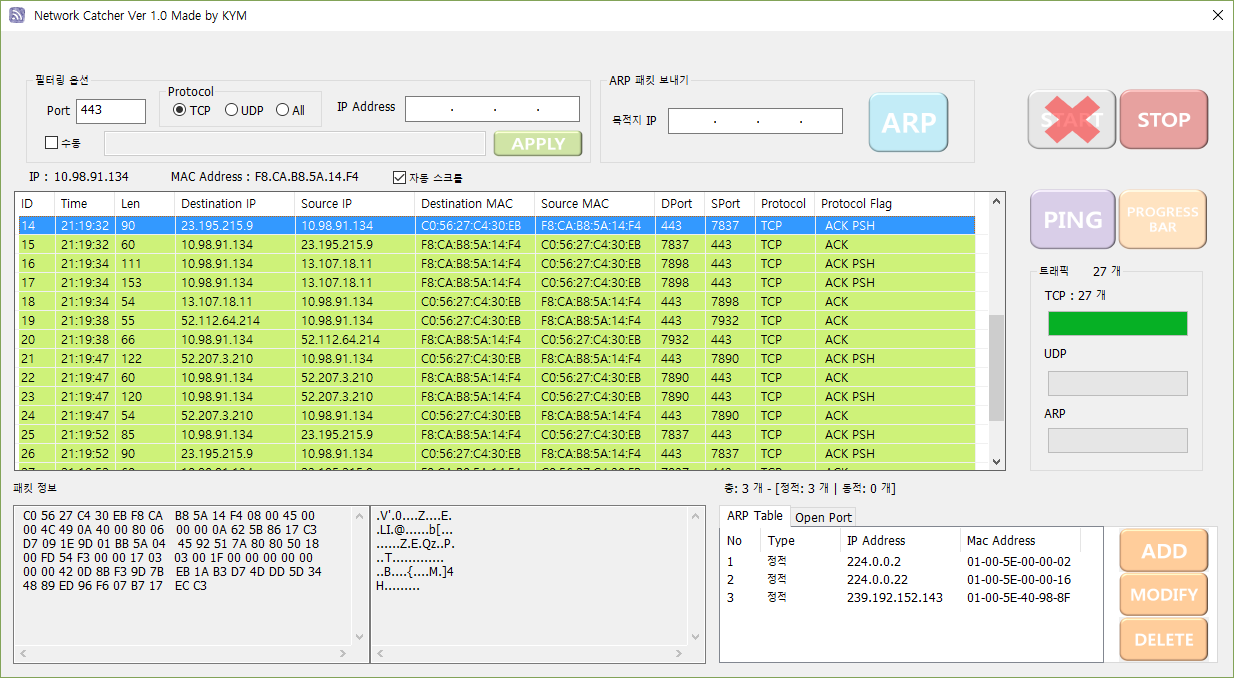 Network Catcher Ver 1.0 Made by KYM
필터링 옵션
Port 443
Protocol
TCP UDP All
IP Address . . .
수동
APPLY
ARP 패킷 보내기
목적지 IP . . .
ARP
START
STOP
IP : 10.98.91.134 MAC Address : F8.CA.B8.5A.14.F4 자동 스크롤
PING
PROGRESS
BAR
ID Time Len Destination IP Source IP Destination MAC Source MAC DPort SPort Protocol Protocol Flag
14 21:19:32 90 23.195.215.9 10.98.91.134 C0:56:27:C4:30:EB F8:CA:B8:5A:14:F4 443 7837 TCP ACK PSH
15 21:19:32 60 10.98.91.134 23.195.215.9 F8:CA:B8:5A:14:F4 C0:56:27:C4:30:EB 7837 443 TCP ACK
16 21:19:34 111 10.98.91.134 13.107.18.11 F8:CA:B8:5A:14:F4 C0:56:27:C4:30:EB 7898 443 TCP ACK PSH
17 21:19:34 153 10.98.91.134 13.107.18.11 F8:CA:B8:5A:14:F4 C0:56:27:C4:30:EB 7898 443 TCP ACK PSH
18 21:19:34 54 13.107.18.11 10.98.91.134 C0:56:27:C4:30:EB F8:CA:B8:5A:14:F4 443 7898 TCP ACK
19 21:19:38 55 52.112.64.214 10.98.91.134 C0:56:27:C4:30:EB F8:CA:B8:5A:14:F4 443 7932 TCP ACK
20 21:19:38 66 10.98.91.134 52.112.64.214 F8:CA:B8:5A:14:F4 C0:56:27:C4:30:EB 7932 443 TCP ACK
21 21:19:47 122 52.207.3.210 10.98.91.134 C0:56:27:C4:30:EB F8:CA:B8:5A:14:F4 443 7890 TCP ACK PSH
22 21:19:47 60 10.98.91.134 52.207.3.210 F8:CA:B8:5A:14:F4 C0:56:27:C4:30:EB 7890 443 TCP ACK
23 21:19:47 120 10.98.91.134 52.207.3.210 F8:CA:B8:5A:14:F4 C0:56:27:C4:30:EB 7890 443 TCP ACK PSH
24 21:19:47 54 52.207.3.210 10.98.91.134 C0:56:27:C4:30:EB F8:CA:B8:5A:14:F4 443 7890 TCP ACK
25 21:19:52 85 10.98.91.134 23.195.215.9 F8:CA:B8:5A:14:F4 C0:56:27:C4:30:EB 7837 443 TCP ACK PSH
26 21:19:52 90 23.195.215.9 10.98.91.134 C0:56:27:C4:30:EB F8:CA:B8:5A:14:F4 443 7837 TCP ACK PSH
트래픽 27 개
TCP : 27 개
UDP
ARP
패킷 정보
C0 56 27 C4 30 EB F8 CA B8 5A 14 F4 08 00 45 00
00 4C 49 0A 40 00 80 06 00 00 0A 62 5B 86 17 C3
D7 09 1E 9D 01 BB 5A 04 45 92 51 7A 80 80 50 18
00 FD 54 F3 00 00 17 03 03 00 1F 00 00 00 00 00
00 00 42 0D 8B F3 9D 7B EB 1A B3 D7 4D DD 5D 34
48 89 ED 96 F6 07 B7 17 EC C3
.V'.0....Z....E.
.LI.@......b[...
......Z.E.Qz..P.
..T.............
..B....{....M.]4
H.........
총: 3 개 - [정적: 3 개 | 동적: 0 개]
ARP Table Open Port
No Type IP Address Mac Address
1 정적 224.0.0.2 01-00-5E-00-00-02
2 정적 224.0.0.22 01-00-5E-00-00-16
3 정적 239.192.152.143 01-00-5E-40-98-8F
ADD
MODIFY
DELETE